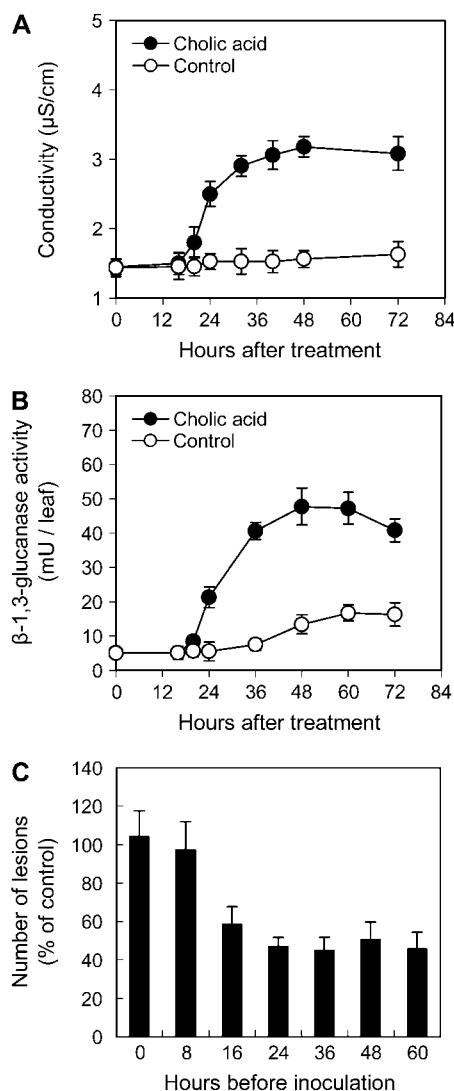 A
Cholic acid
Control
Conductivity (µS/cm)
5
4
3
2
1
0 12 24 36 48 60 72 84
Hours after treatment
B
Cholic acid
Control
β-1,3-glucanase activity
(mU / leaf)
80
70
60
50
40
30
20
10
0
0 12 24 36 48 60 72 84
Hours after treatment
C
Number of lesions
(% of control)
140
120
100
80
60
40
20
0
0 8 16 24 36 48 60
Hours before inoculation